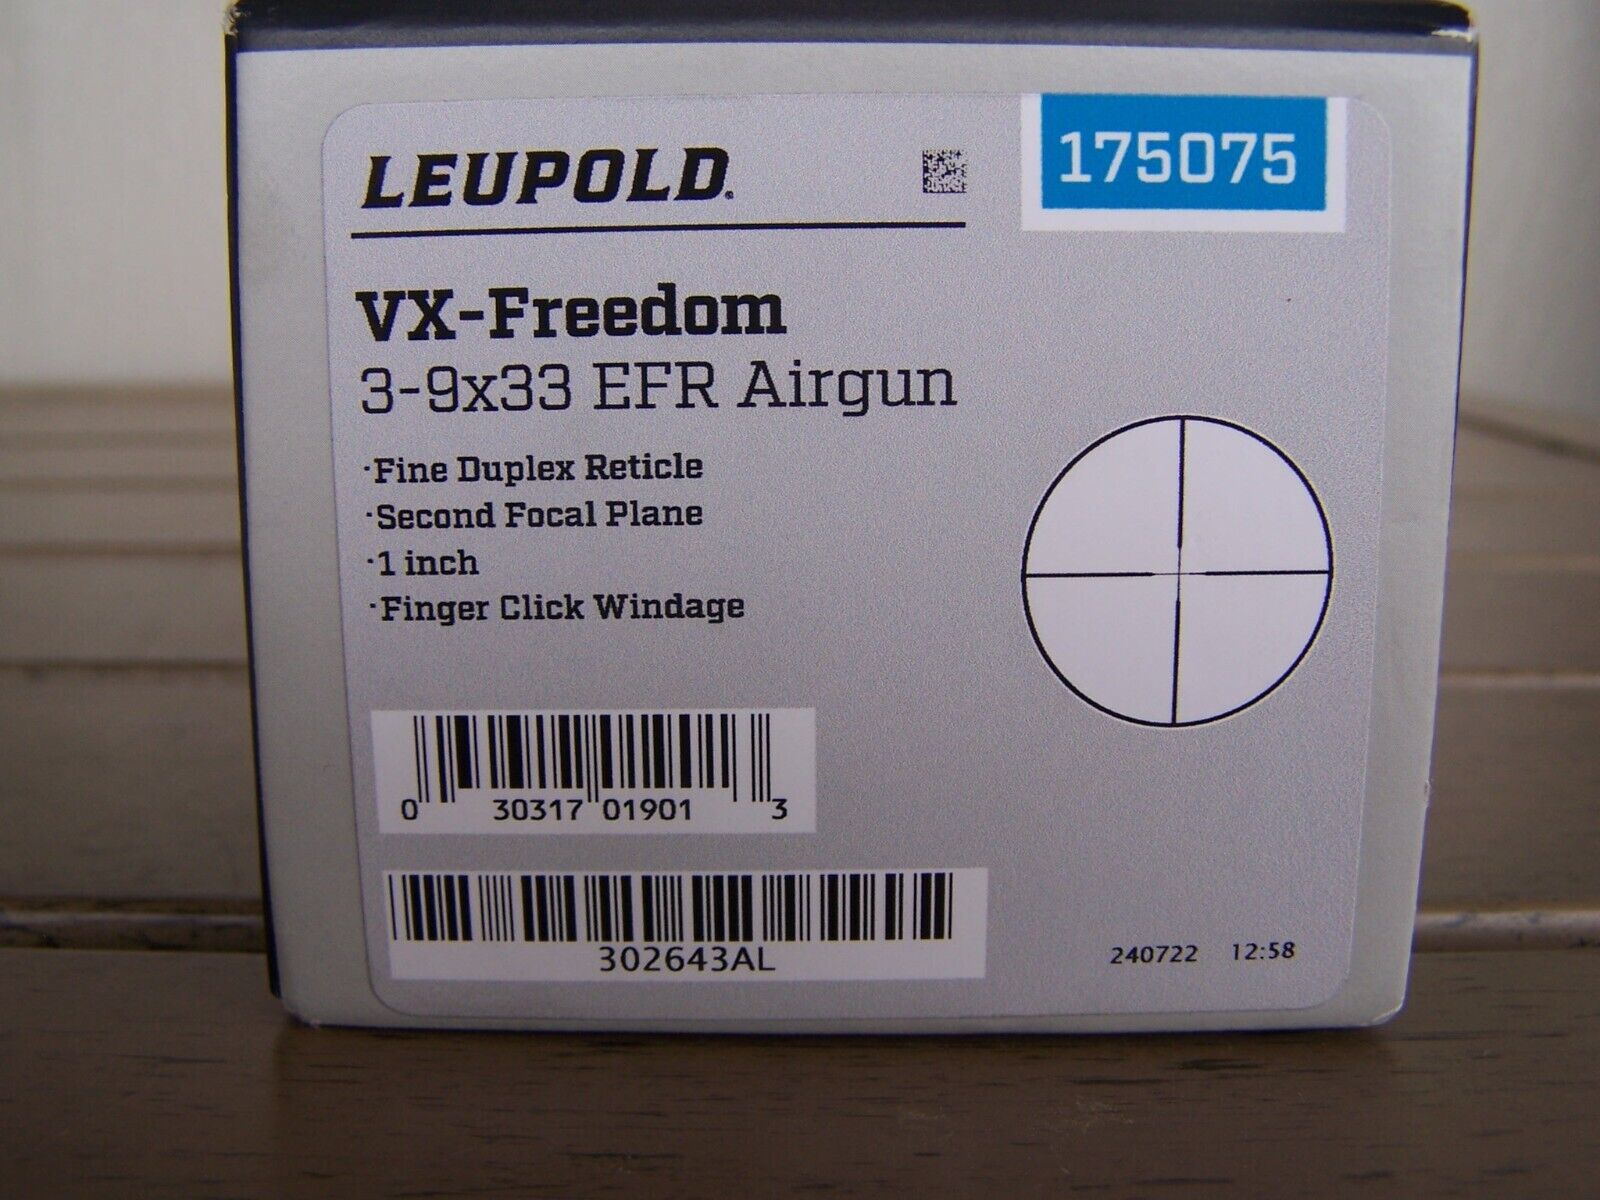 LEUPOLD.
175075
VX-Freedom
3-9x33 EFR Airgun
·Fine Duplex Reticle
·Second Focal Plane
·1 inch
·Finger Click Windage
0 30317 01901 3
302643AL
240722 12:58